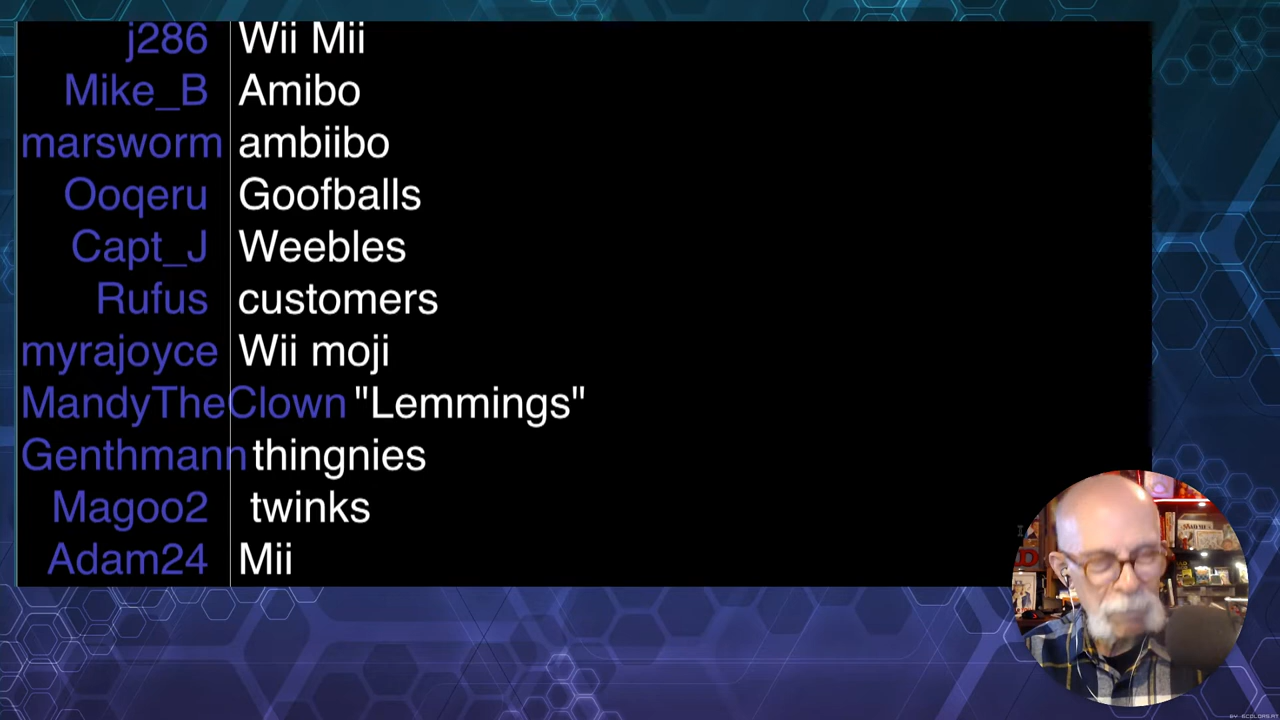 j286 Wii Mii
Mike_B Amibo
marsworm ambiibo
Ooqeru Goofballs
Capt_J Weebles
Rufus customers
myrajoyce Wii moji
MandyTheClown "Lemmings"
Genthmann thingnies
Magoo2 twinks
Adam24 Mii